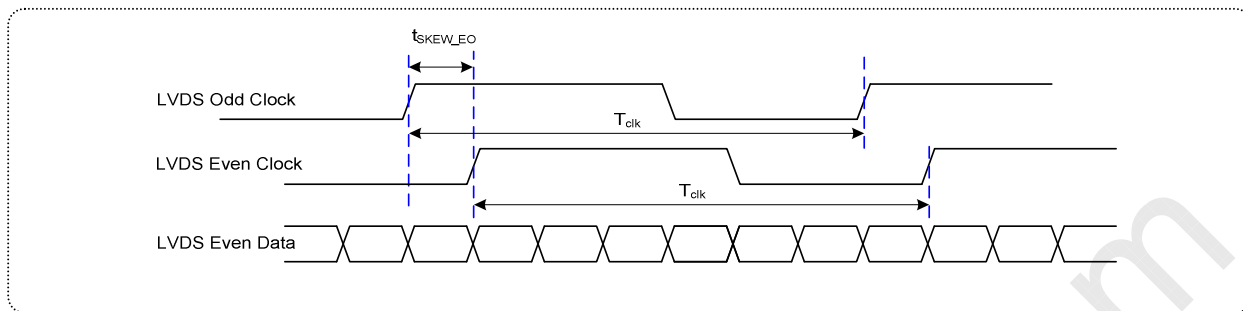 tSKEW_EO
LVDS Odd Clock
Tclk
LVDS Even Clock
Tclk
LVDS Even Data
m